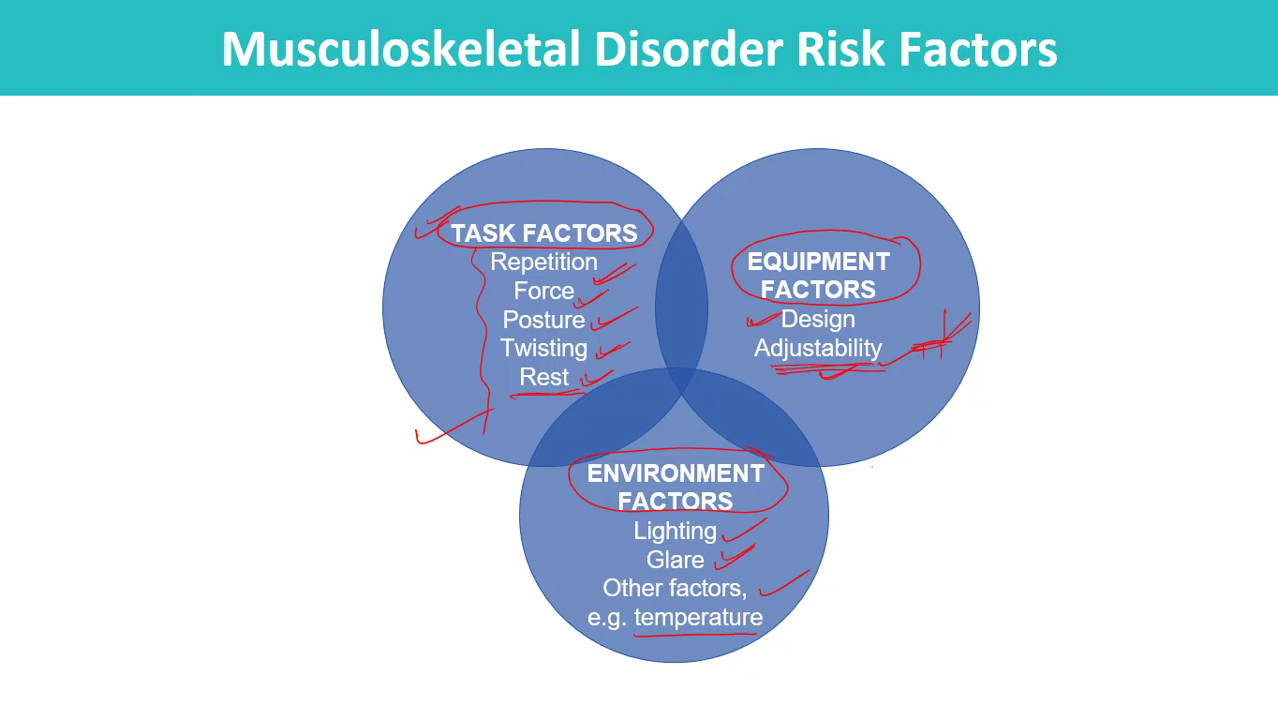 Musculoskeletal Disorder Risk Factors
TASK FACTORS
Repetition
Force
Posture
Twisting
Rest
EQUIPMENT
FACTORS
Design
Adjustability
ENVIRONMENT
FACTORS
Lighting
Glare
Other factors,
e.g. temperature